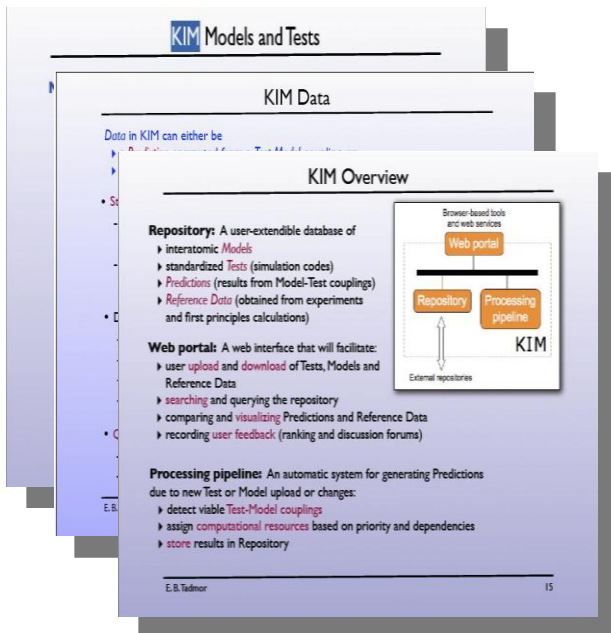 KIM Models and Tests
KIM Data
Data in KIM can either be
KIM Overview
Repository: A user-extendible database of
interatomic Models
standardized Tests (simulation codes)
Predictions (results from Model-Test couplings)
Reference Data (obtained from experiments
and first principles calculations)
Web portal: A web interface that will facilitate:
user upload and download of Tests, Models and
Reference Data
searching and querying the repository
comparing and visualizing Predictions and Reference Data
recording user feedback (ranking and discussion forums)
Processing pipeline: An automatic system for generating Predictions
due to new Test or Model upload or changes:
detect viable Test-Model couplings
assign computational resources based on priority and dependencies
store results in Repository
Browser-based tools
and web services
Web portal
Repository
Processing
pipeline
KIM
External repositories
E. B. Tadmor
15